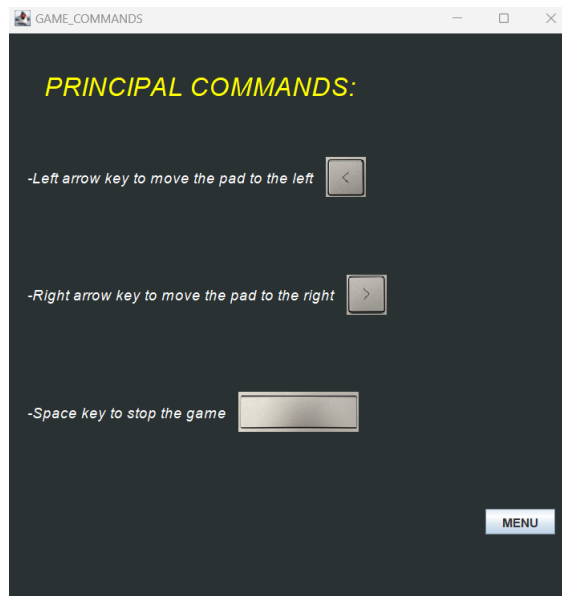 GAME_COMMANDS
PRINCIPAL COMMANDS:
-Left arrow key to move the pad to the left <
-Right arrow key to move the pad to the right >
-Space key to stop the game
MENU